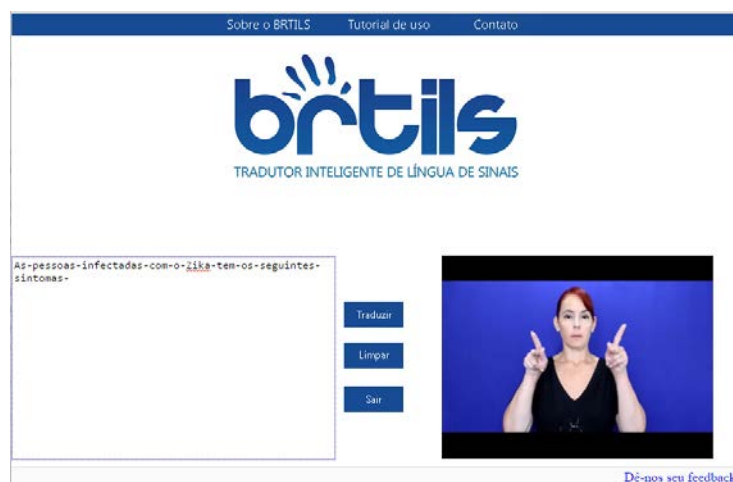 Sobre o BRTILS Tutorial de uso Contato
brtils
TRADUTOR INTELIGENTE DE LÍNGUA DE SINAIS
As-pessoas-infectadas-com-o-Zika-tem-os-seguintes-
sintomas-
Traduzir
Limpar
Sair
Dê-nos seu feedback